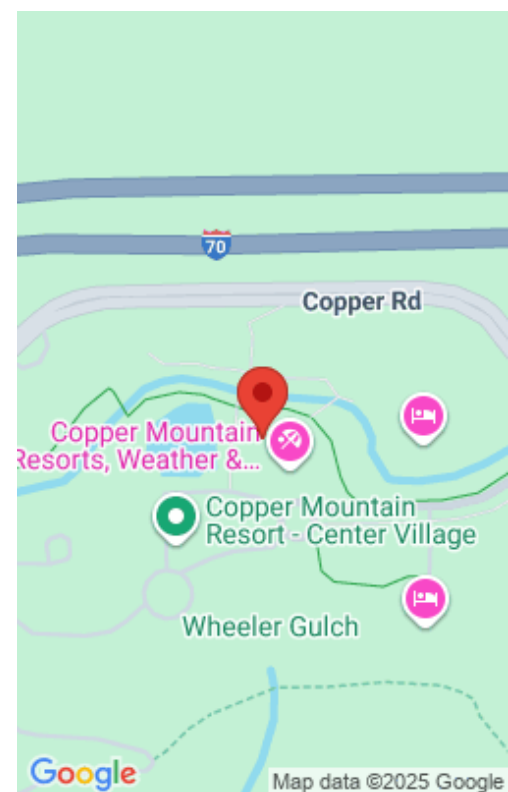 70
Copper Rd
Copper Mountain
Resorts, Weather &...
Copper Mountain
Resort - Center Village
Wheeler Gulch
Google
Map data ©2025 Google